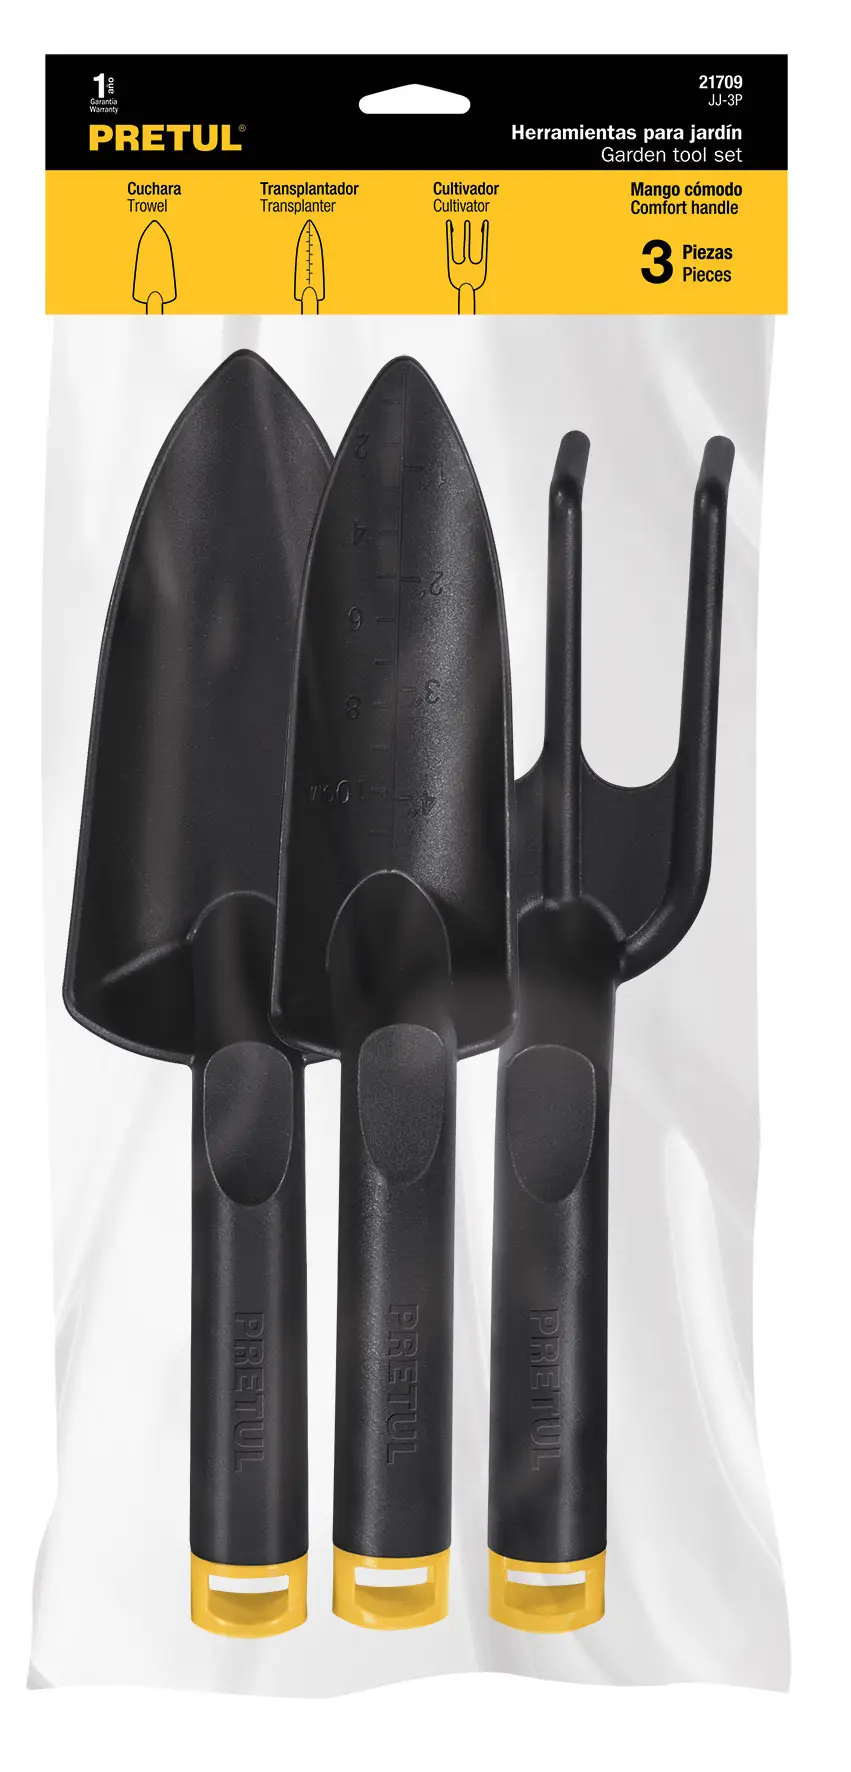 1 año
Garantía
Warranty
PRETUL®
21709
JJ-3P
Herramientas para jardín
Garden tool set
Cuchara
Trowel
Transplantador
Transplanter
Cultivador
Cultivator
Mango cómodo
Comfort handle
3 Piezas
Pieces
2
1"
4
2"
6
3"
8
4"
PRETUL
PRETUL
PRETUL